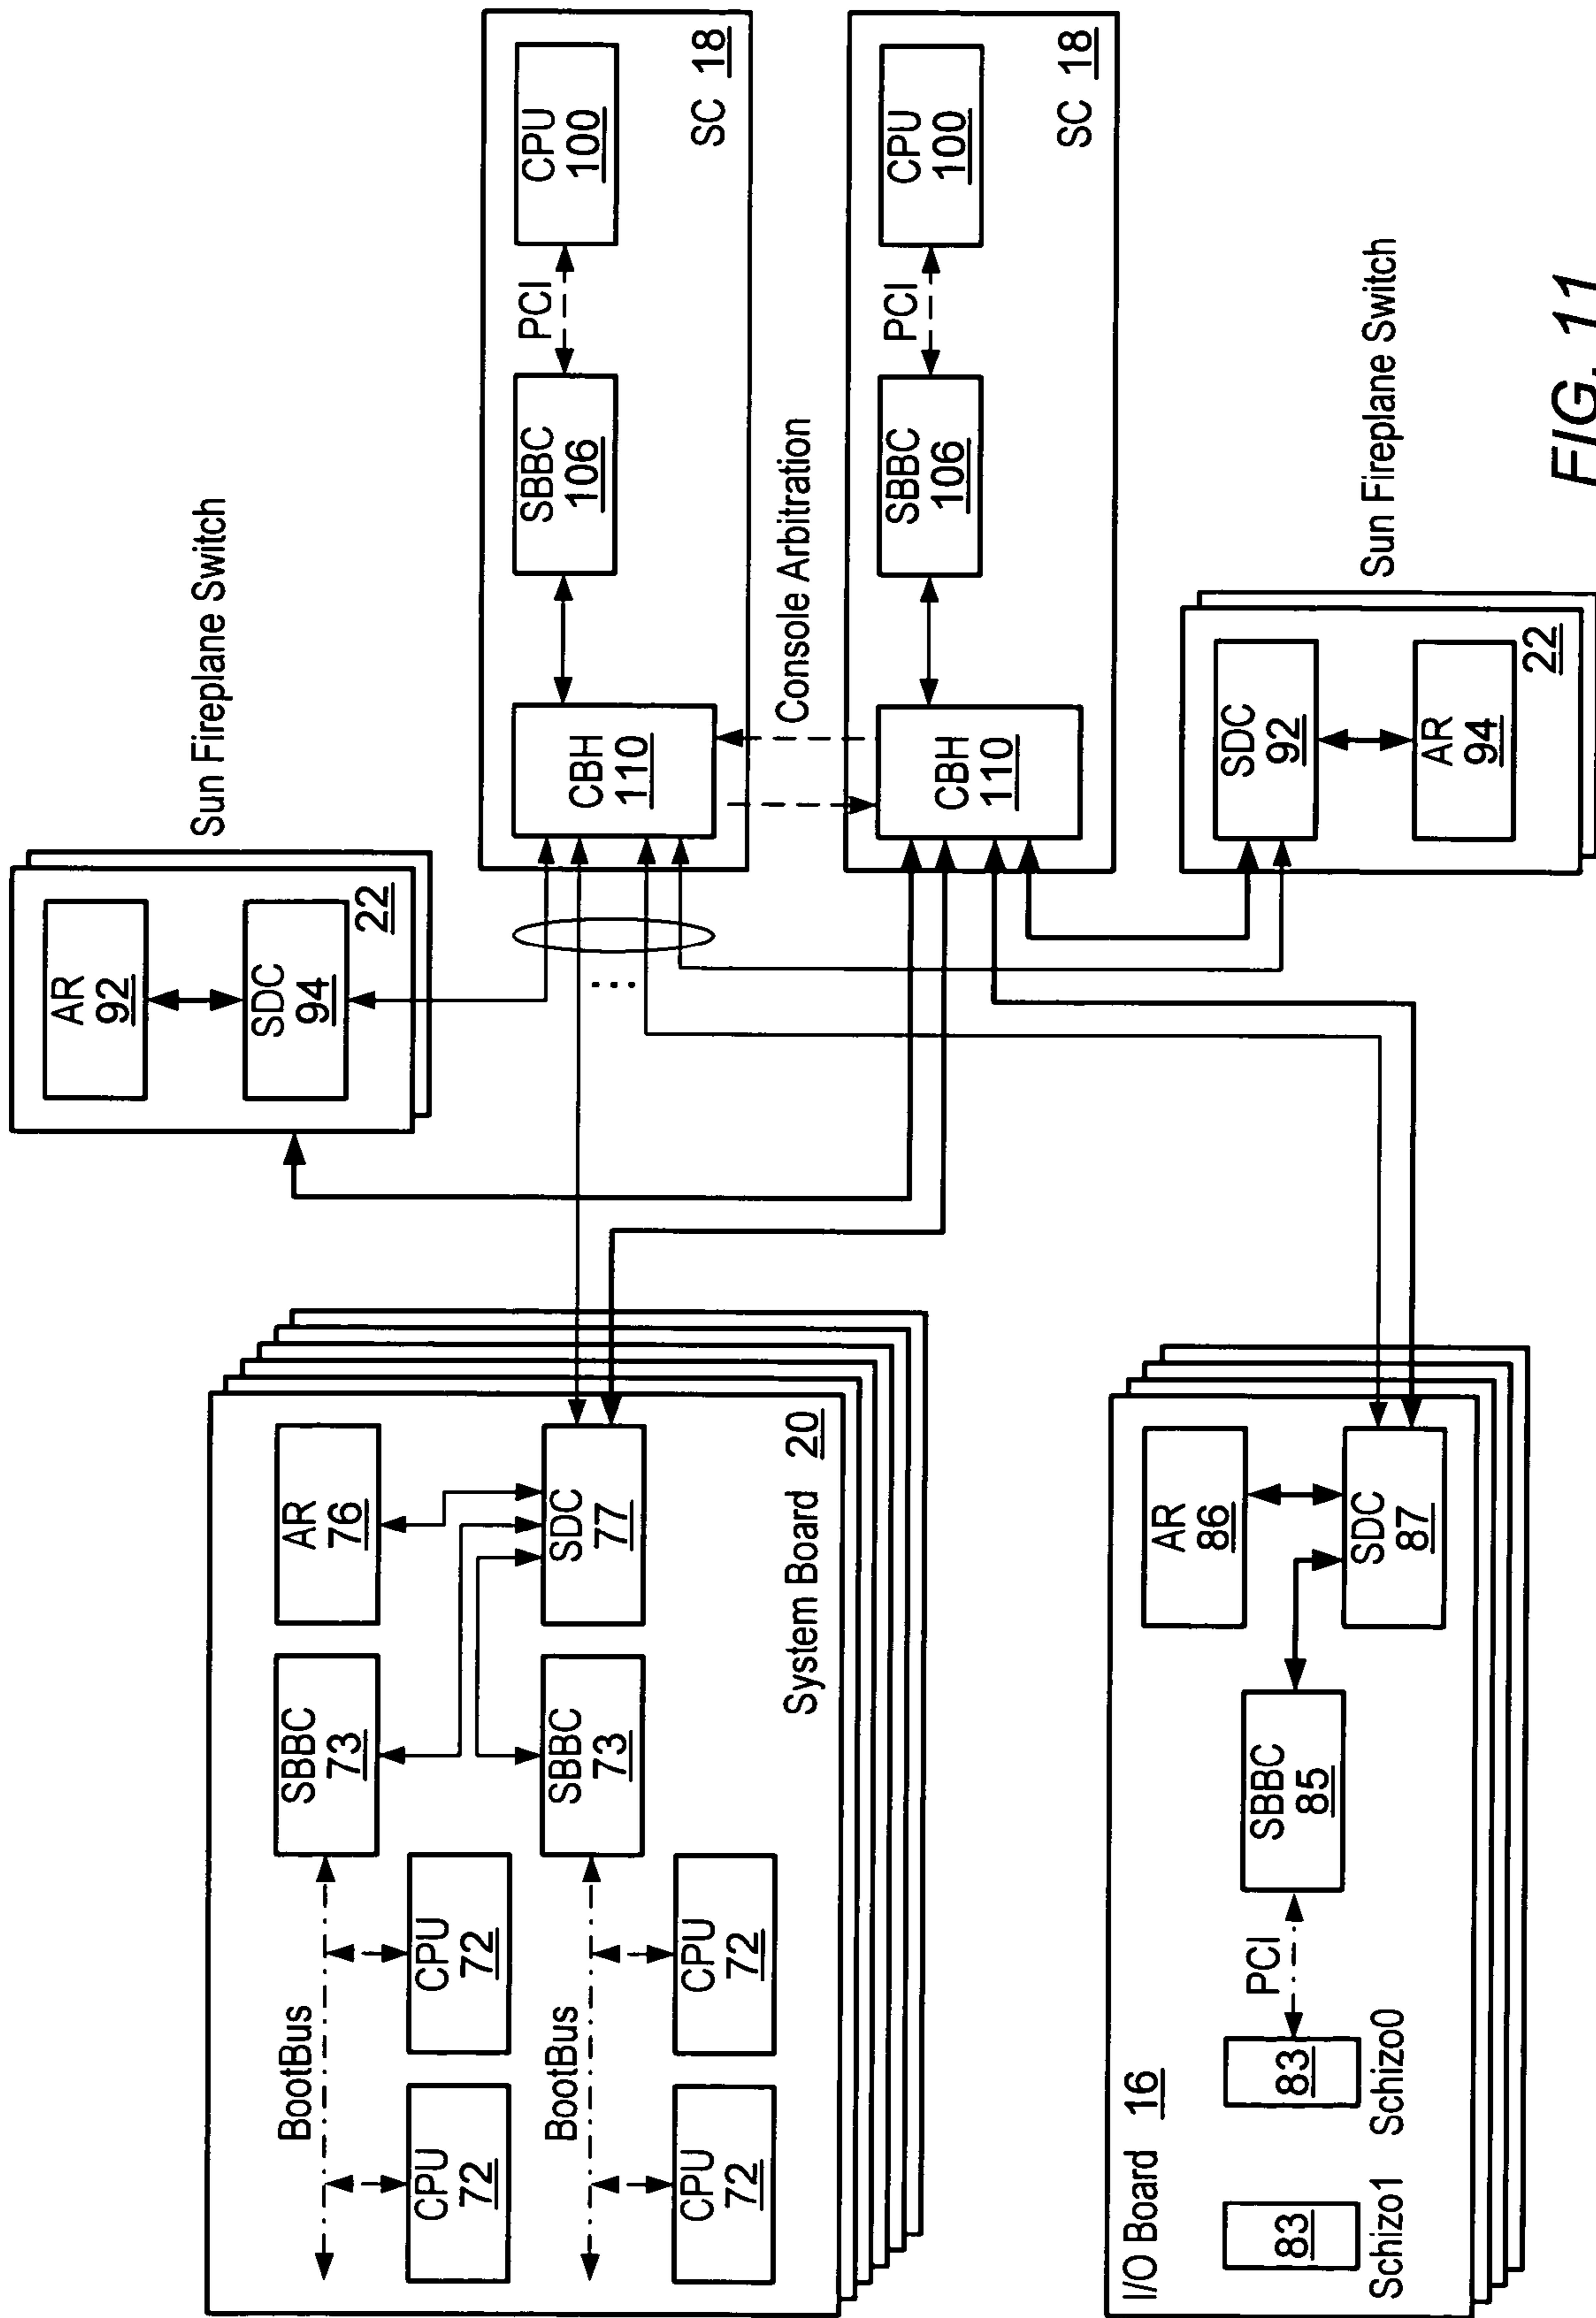 BootBus
CPU
72
CPU
72
SBBC
73
AR
76
BootBus
CPU
72
CPU
72
SBBC
73
SDC
77
System Board 20
AR
92
SDC
94
22
Sun Fireplane Switch
CBH
110
SBBC
106
PCI
CPU
100
SC 18
Console Arbitration
...
CBH
110
SBBC
106
PCI
CPU
100
SC 18
I/O Board 16
83
Schizo1
83
Schizo0
PCI
SBBC
85
AR
86
SDC
87
SDC
92
AR
94
22
Sun Fireplane Switch
FIG. 11